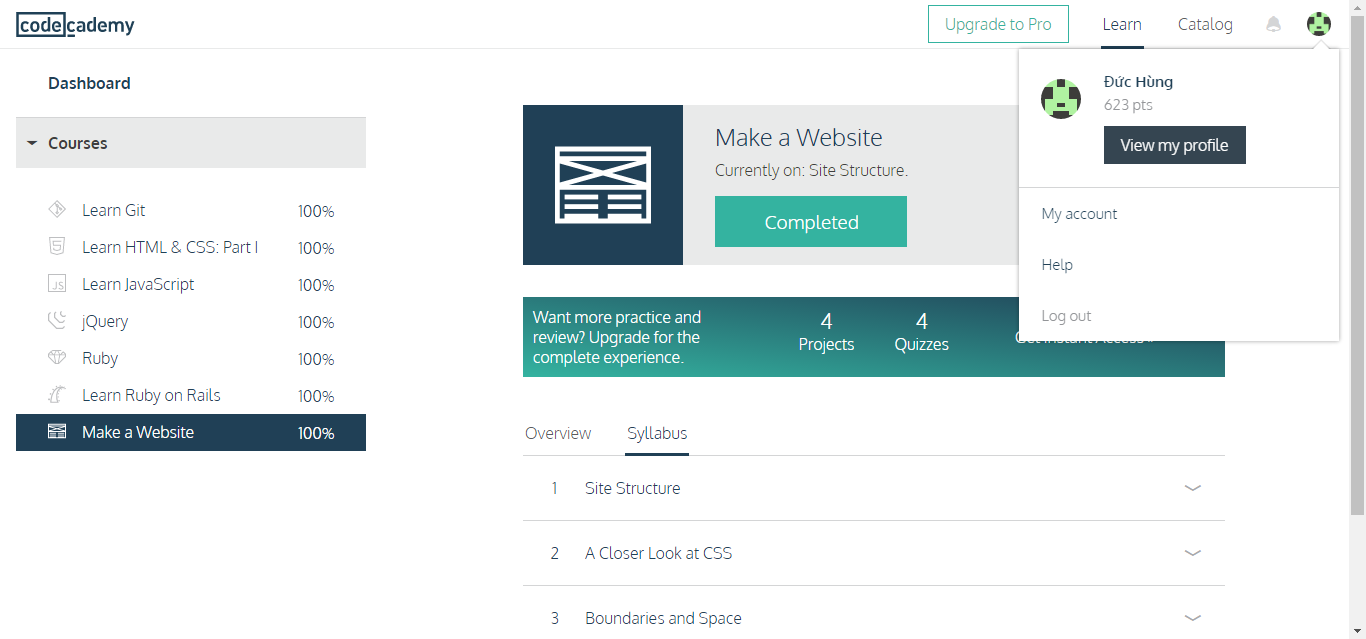 codecademy
Upgrade to Pro
Learn
Catalog
Dashboard
Courses
Learn Git 100%
Learn HTML & CSS: Part I 100%
JS Learn JavaScript 100%
jQuery 100%
Ruby 100%
Learn Ruby on Rails 100%
Make a Website 100%
Make a Website
Currently on: Site Structure.
Completed
Want more practice and
review? Upgrade for the
complete experience.
4
Projects
4
Quizzes
Get Instant Access
Overview
Syllabus
1 Site Structure
2 A Closer Look at CSS
3 Boundaries and Space
Đức Hùng
623 pts
View my profile
My account
Help
Log out